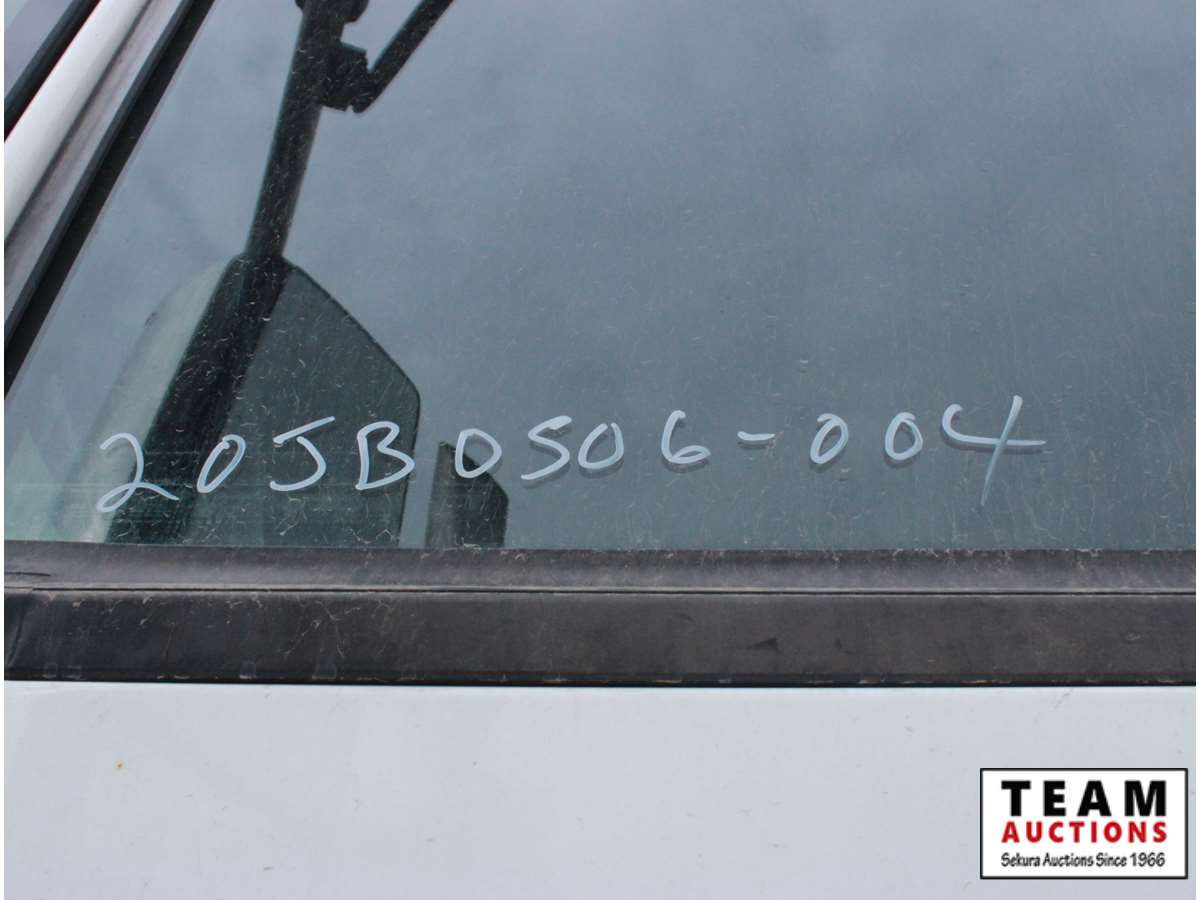 20JB0506-004
TEAM
AUCTIONS
Sekura Auctions Since 1966